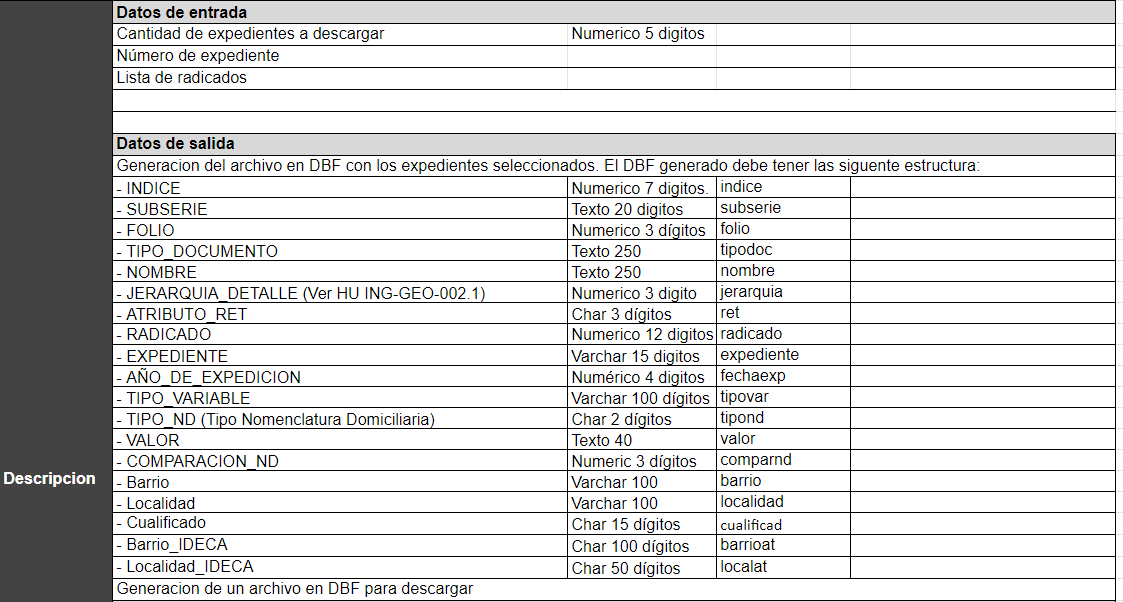 Datos de entrada
Cantidad de expedientes a descargar Numerico 5 digitos
Número de expediente
Lista de radicados
Datos de salida
Generacion del archivo en DBF con los expedientes seleccionados. El DBF generado debe tener las siguente estructura:
- INDICE Numerico 7 digitos. indice
- SUBSERIE Texto 20 digitos subserie
- FOLIO Numerico 3 dígitos folio
- TIPO_DOCUMENTO Texto 250 tipodoc
- NOMBRE Texto 250 nombre
- JERARQUIA_DETALLE (Ver HU ING-GEO-002.1) Numerico 3 digito jerarquia
- ATRIBUTO_RET Char 3 dígitos ret
- RADICADO Numerico 12 digitos radicado
- EXPEDIENTE Varchar 15 digitos expediente
- AÑO_DE_EXPEDICION Numérico 4 digitos fechaexp
- TIPO_VARIABLE Varchar 100 dígitos tipovar
- TIPO_ND (Tipo Nomenclatura Domiciliaria) Char 2 dígitos tipond
- VALOR Texto 40 valor
- COMPARACION_ND Numeric 3 dígitos comparnd
Descripcion
- Barrio Varchar 100 barrio
- Localidad Varchar 100 localidad
- Cualificado Char 15 dígitos cualificad
- Barrio_IDECA Char 100 dígitos barrioat
- Localidad_IDECA Char 50 dígitos localat
Generacion de un archivo en DBF para descargar